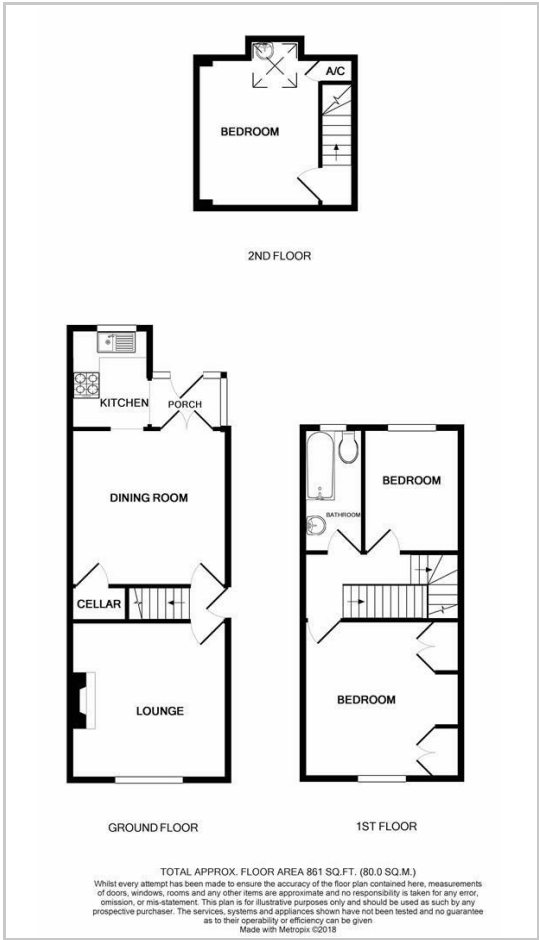 A/C
BEDROOM
2ND FLOOR
KITCHEN
PORCH
DINING ROOM
CELLAR
LOUNGE
GROUND FLOOR
BEDROOM
BATHROOM
BEDROOM
1ST FLOOR
TOTAL APPROX. FLOOR AREA 861 SQ.FT. (80.0 SQ.M.)
Whilst every attempt has been made to ensure the accuracy of the floor plan contained here, measurements
of doors, windows, rooms and any other items are approximate and no responsibility is taken for any error,
omission, or mis-statement. This plan is for illustrative purposes only and should be used as such by any
prospective purchaser. The services, systems and appliances shown have not been tested and no guarantee
as to their operability or efficiency can be given
Made with Metropix ©2018